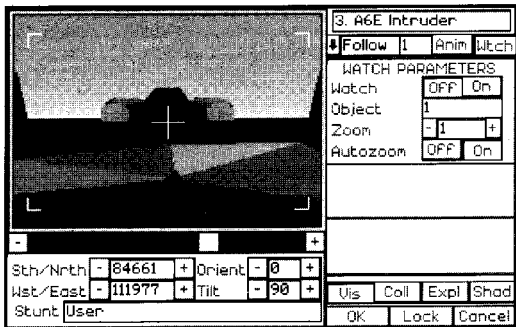 3. A6E Intruder
Follow 1 Anim Wtch
WATCH PARAMETERS
Watch OFF On
Object 1
Zoom - 1 +
Autozoom OFF On
- +
Sth/Nrth - 84661 + Orient - 0 +
Wst/East - 111977 + Tilt - 90 +
Stunt User
Vis Coll Expl Shad
OK Lock Cancel